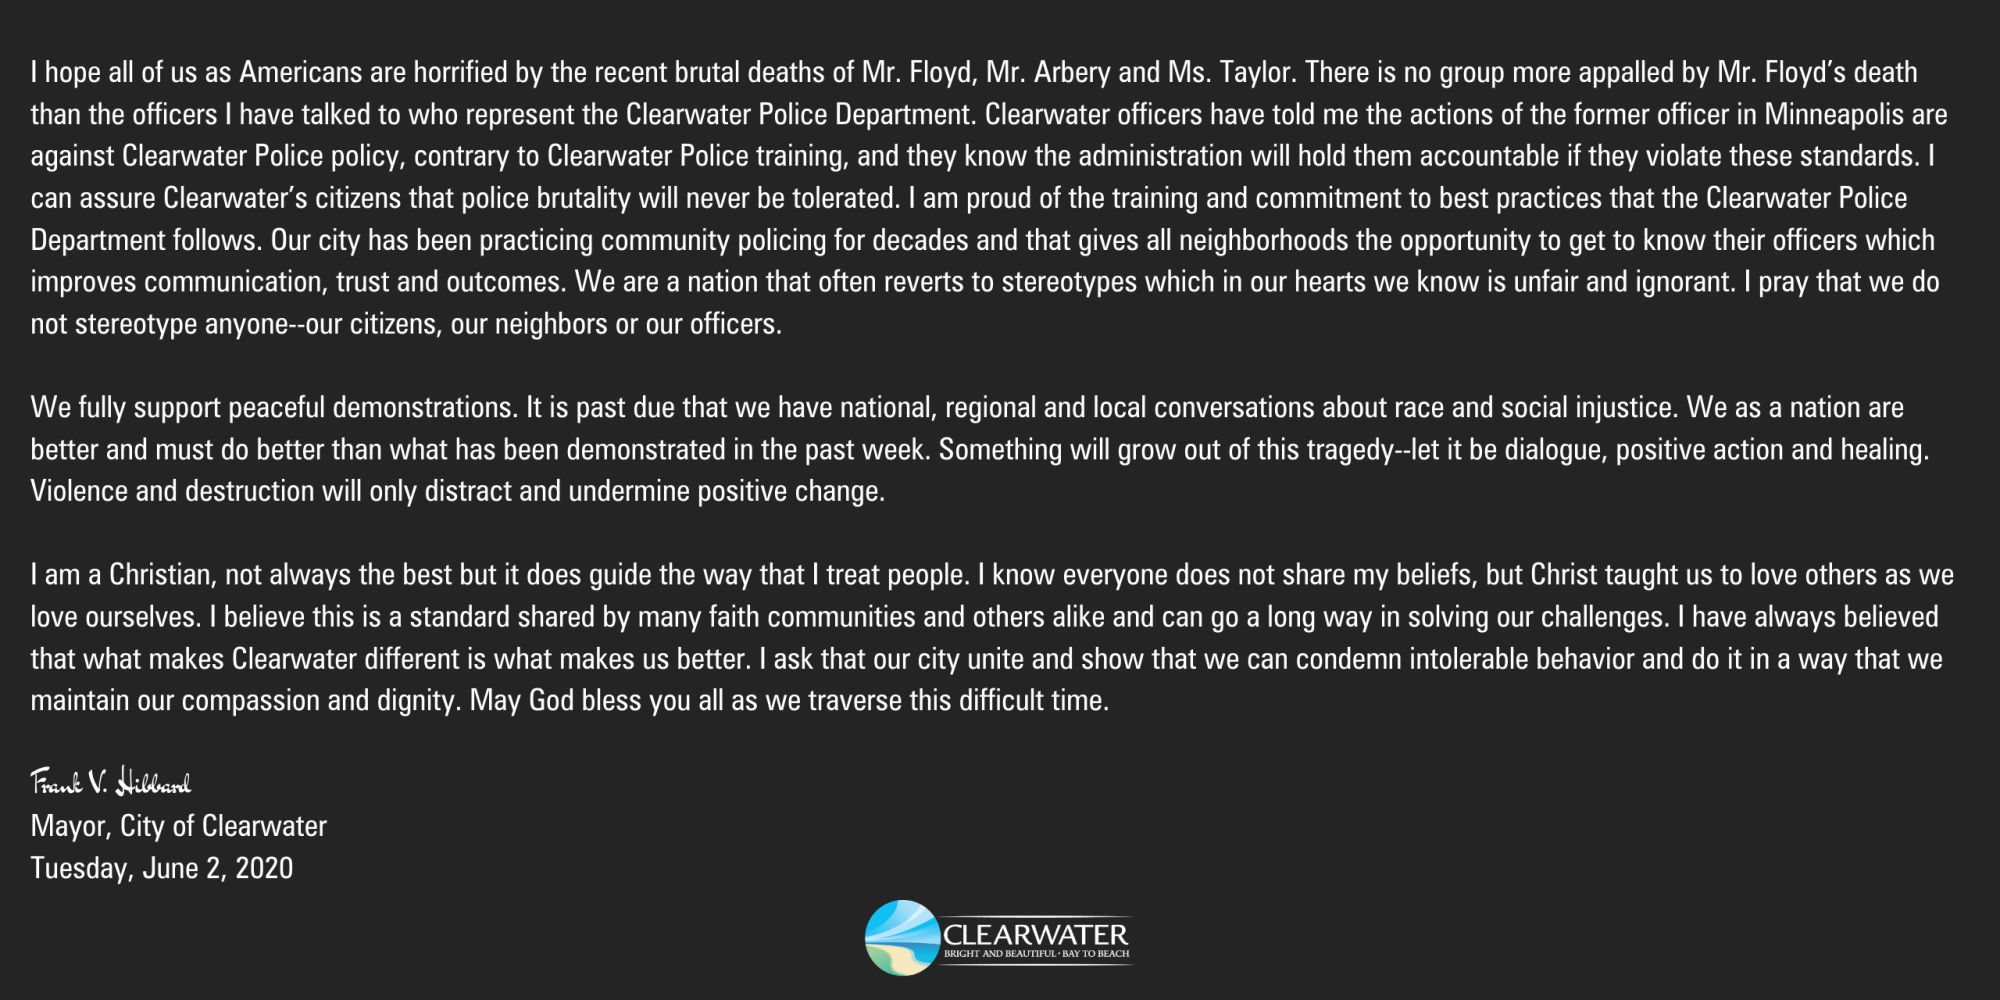 I hope all of us as Americans are horrified by the recent brutal deaths of Mr. Floyd, Mr. Arbery and Ms. Taylor. There is no group more appalled by Mr. Floyd’s death
than the officers I have talked to who represent the Clearwater Police Department. Clearwater officers have told me the actions of the former officer in Minneapolis are
against Clearwater Police policy, contrary to Clearwater Police training, and they know the administration will hold them accountable if they violate these standards. I
can assure Clearwater’s citizens that police brutality will never be tolerated. I am proud of the training and commitment to best practices that the Clearwater Police
Department follows. Our city has been practicing community policing for decades and that gives all neighborhoods the opportunity to get to know their officers which
improves communication, trust and outcomes. We are a nation that often reverts to stereotypes which in our hearts we know is unfair and ignorant. I pray that we do
not stereotype anyone--our citizens, our neighbors or our officers.
We fully support peaceful demonstrations. It is past due that we have national, regional and local conversations about race and social injustice. We as a nation are
better and must do better than what has been demonstrated in the past week. Something will grow out of this tragedy--let it be dialogue, positive action and healing.
Violence and destruction will only distract and undermine positive change.
I am a Christian, not always the best but it does guide the way that I treat people. I know everyone does not share my beliefs, but Christ taught us to love others as we
love ourselves. I believe this is a standard shared by many faith communities and others alike and can go a long way in solving our challenges. I have always believed
that what makes Clearwater different is what makes us better. I ask that our city unite and show that we can condemn intolerable behavior and do it in a way that we
maintain our compassion and dignity. May God bless you all as we traverse this difficult time.
Frank V. Hibbard
Mayor, City of Clearwater
Tuesday, June 2, 2020
CLEARWATER
BRIGHT AND BEAUTIFUL · BAY TO BEACH